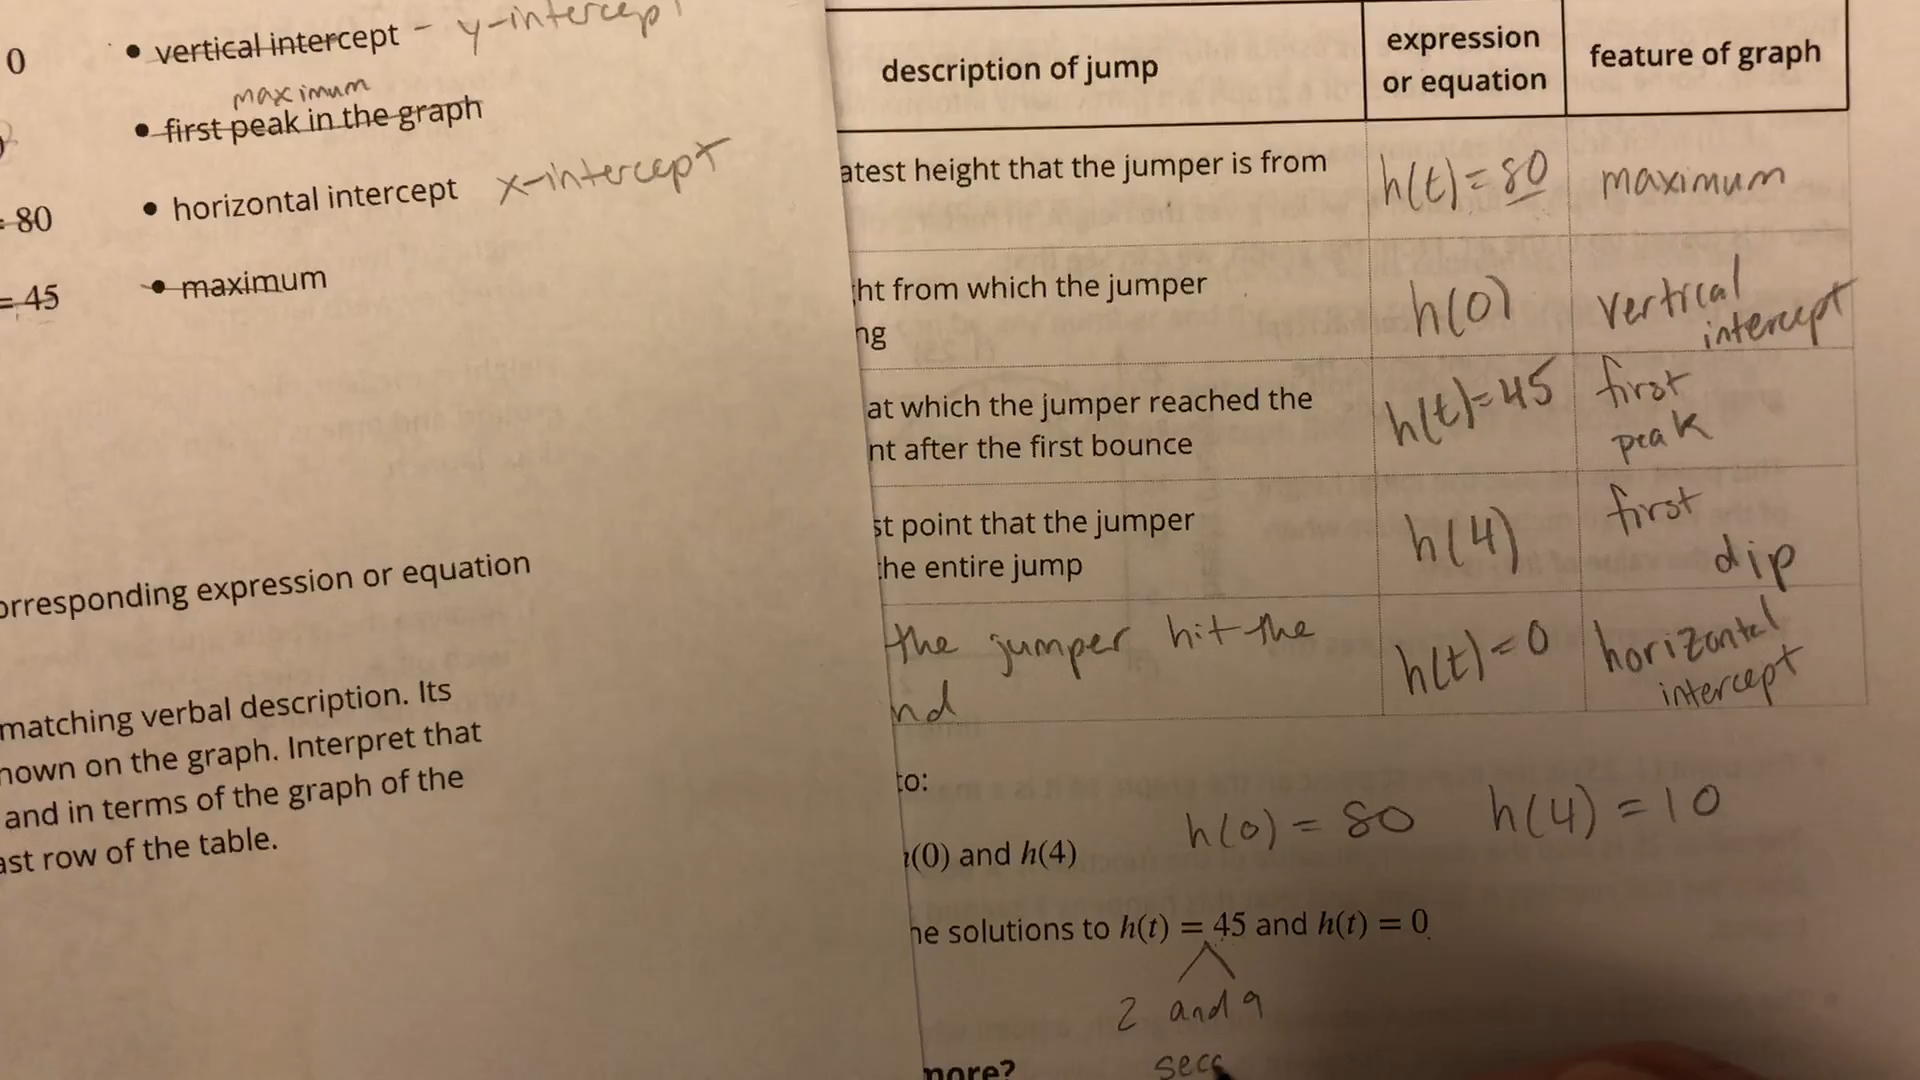 0
• vertical intercept - y-intercept
maximum
• first peak in the graph
• horizontal intercept x-intercept
= 80
• maximum
= 45
orresponding expression or equation
matching verbal description. Its
nown on the graph. Interpret that
and in terms of the graph of the
ast row of the table.
description of jump
expression
or equation
feature of graph
atest height that the jumper is from
h(t)=80
maximum
ht from which the jumper
ng
h(0)
vertical
intercept
at which the jumper reached the
nt after the first bounce
h(t)=45
first
peak
st point that the jumper
the entire jump
h(4)
first
dip
the jumper hit the
nd
h(t)=0
horizontal
intercept
to:
h(0) = 80 h(4) = 10
h(0) and h(4)
he solutions to h(t) = 45 and h(t) = 0
2 and 9
secs
more?